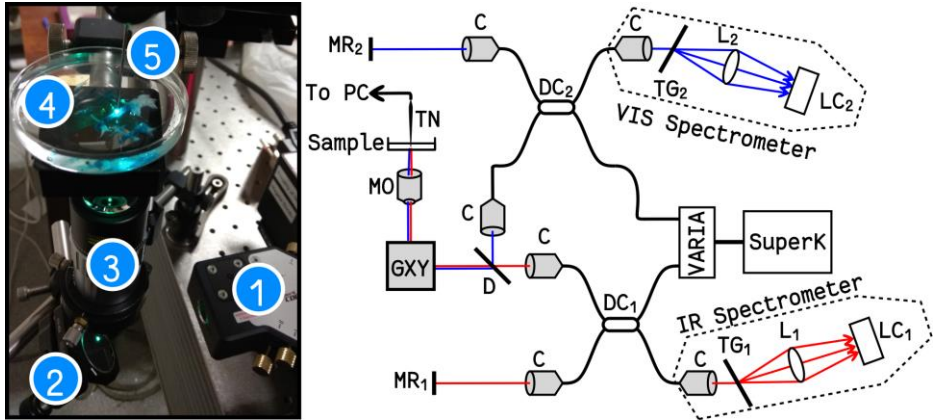 5
4
3
1
2
MR₂
C
C
L₂
TG₂
LC₂
VIS Spectrometer
DC₂
To PC
TN
Sample
MO
C
GXY
D
C
VARIA
SuperK
DC₁
IR Spectrometer
MR₁
C
C
TG₁
L₁
LC₁